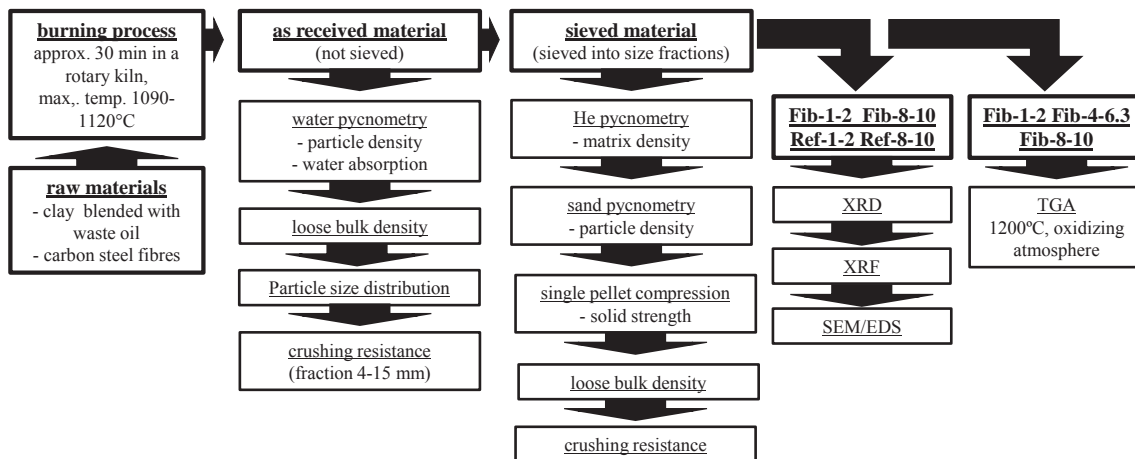 burning process
approx. 30 min in a
rotary kiln,
max,. temp. 1090-
1120°C
raw materials
- clay blended with
waste oil
- carbon steel fibres
as received material
(not sieved)
water pycnometry
- particle density
- water absorption
loose bulk density
Particle size distribution
crushing resistance
(fraction 4-15 mm)
sieved material
(sieved into size fractions)
He pycnometry
- matrix density
sand pycnometry
- particle density
single pellet compression
- solid strength
loose bulk density
crushing resistance
Fib-1-2 Fib-8-10
Ref-1-2 Ref-8-10
XRD
XRF
SEM/EDS
Fib-1-2 Fib-4-6.3
Fib-8-10
TGA
1200ºC, oxidizing
atmosphere